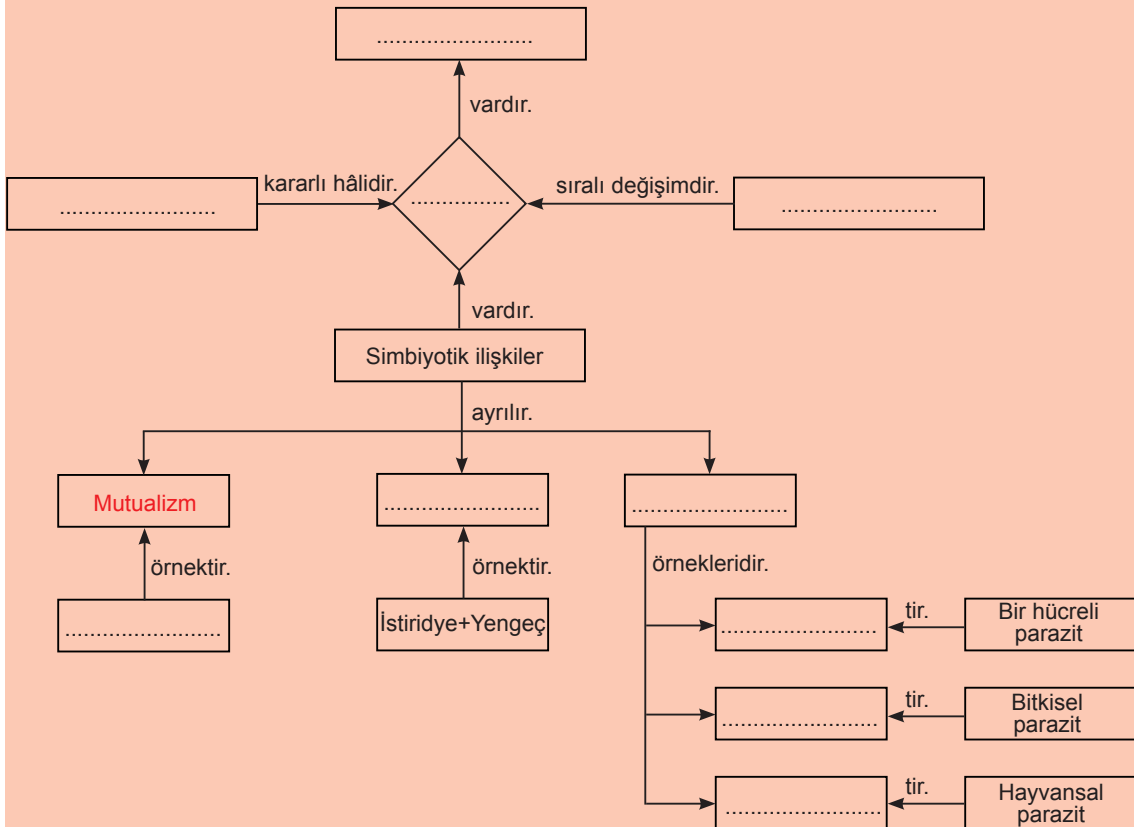 ........................
vardır.
kararlı hâlidir.
sıralı değişimdir.
........................
................
........................
vardır.
Simbiyotik ilişkiler
ayrılır.
Mutualizm
........................
........................
örnektir.
örnektir.
örnekleridir.
........................
İstiridye+Yengeç
........................
tir.
Bir hücreli
parazit
........................
tir.
Bitkisel
parazit
........................
tir.
Hayvansal
parazit